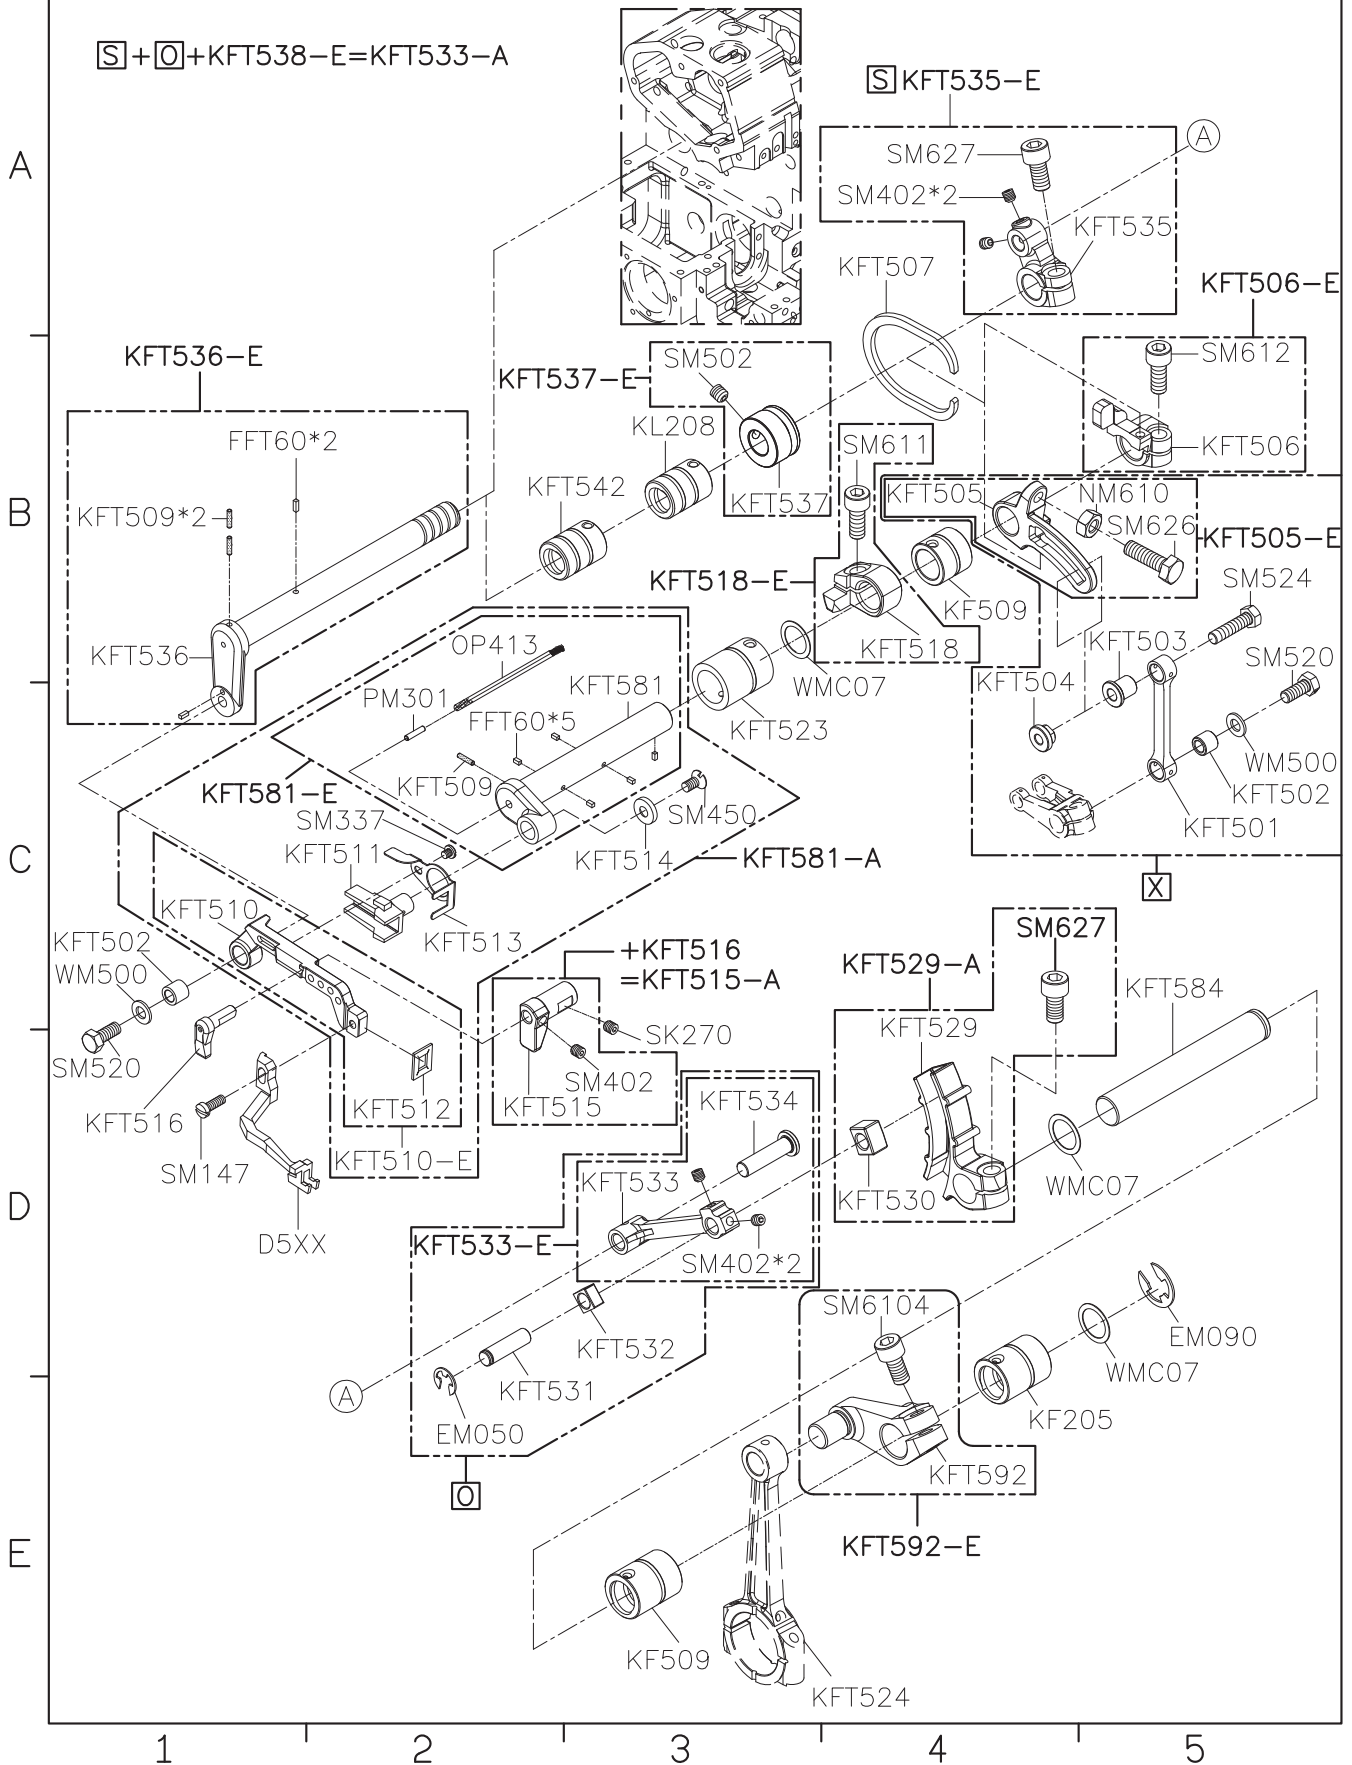 S+O+KFT538-E=KFT533-A
S KFT535-E
A
SM627
A
SM402*2
KFT535
KFT507
KFT506-E
KFT536-E
SM502
SM612
KFT537-E
FFT60*2
KL208
SM611
KFT506
KFT542
KFT537
KFT505
NM610
B
KFT509*2
SM626
KFT505-E
KFT518-E
SM524
KF509
OP413
KFT518
KFT503
KFT536
SM520
PM301
KFT581
WMC07
KFT504
FFT60*5
KFT523
WM500
KFT509
KFT581-E
KFT502
SM337
SM450
KFT501
KFT511
KFT514
KFT581-A
C
X
KFT510
SM627
KFT502
KFT513
+KFT516
=KFT515-A
KFT529-A
WM500
KFT584
SK270
KFT529
SM520
SM402
KFT512
KFT515
KFT534
KFT516
KFT510-E
SM147
KFT533
KFT530
WMC07
D
D5XX
KFT533-E
SM402*2
SM6104
KFT532
EM090
WMC07
KFT531
A
EM050
KF205
KFT592
O
KFT592-E
E
KF509
KFT524
1
2
3
4
5